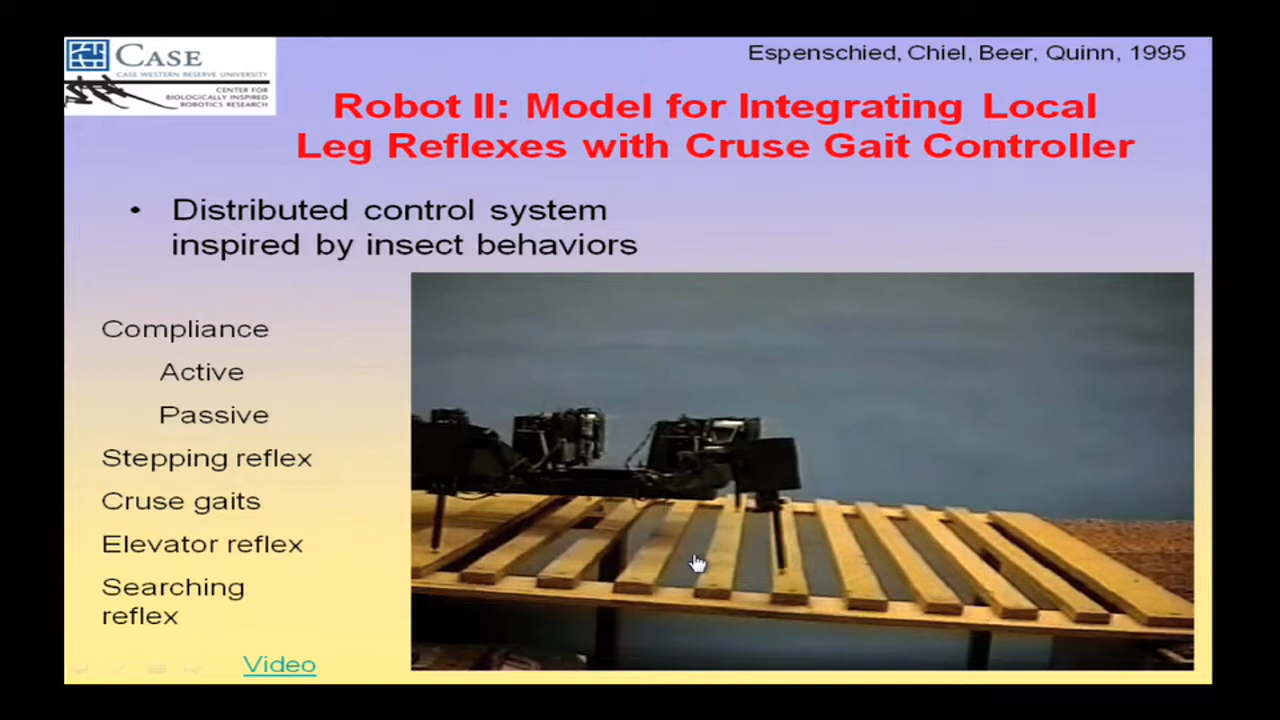 CASE
CASE WESTERN RESERVE UNIVERSITY
CENTER FOR
BIOLOGICALLY INSPIRED
ROBOTICS RESEARCH
Espenschied, Chiel, Beer, Quinn, 1995
Robot II: Model for Integrating Local
Leg Reflexes with Cruse Gait Controller
• Distributed control system
inspired by insect behaviors
Compliance
Active
Passive
Stepping reflex
Cruse gaits
Elevator reflex
Searching
reflex
Video